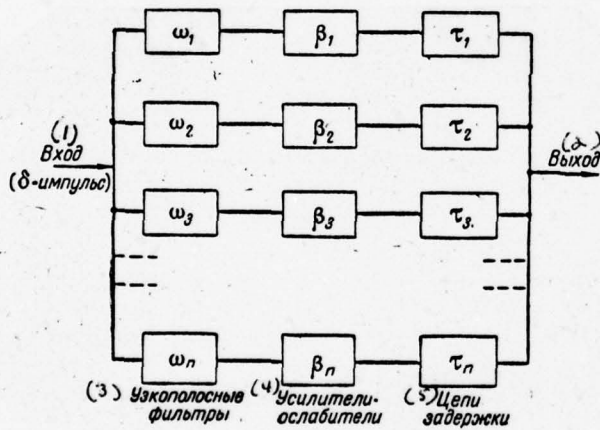 ω₁ β₁ τ₁
ω₂ β₂ τ₂
(1) (2)
Вход Выход
(δ-импульс)
ω₃ β₃ τ₃.
ωₙ βₙ τₙ
(3) Узкополосные (4) Усилители- (5) Цепи
фильтры ослабители задержки